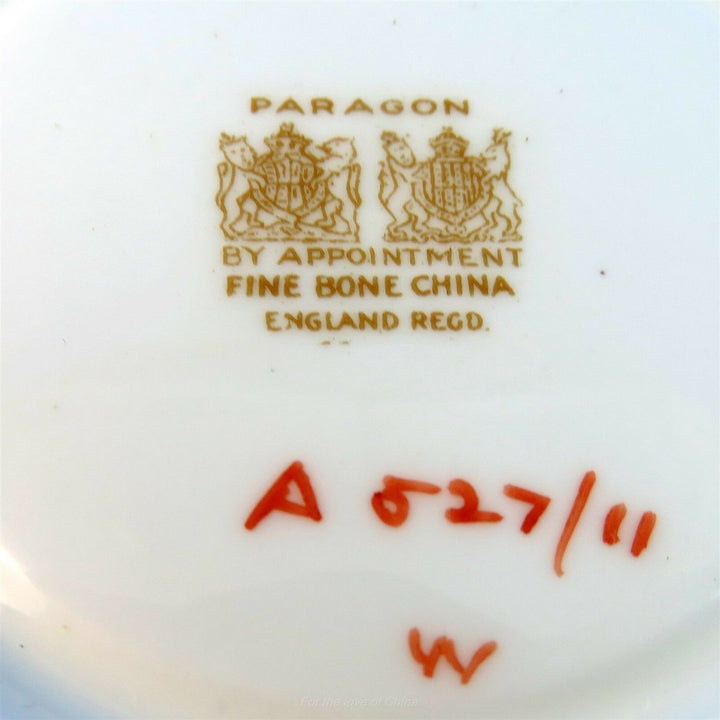 PARAGON
BY APPOINTMENT
FINE BONE CHINA
ENGLAND REGD.
A 527/11
W
For the love of China